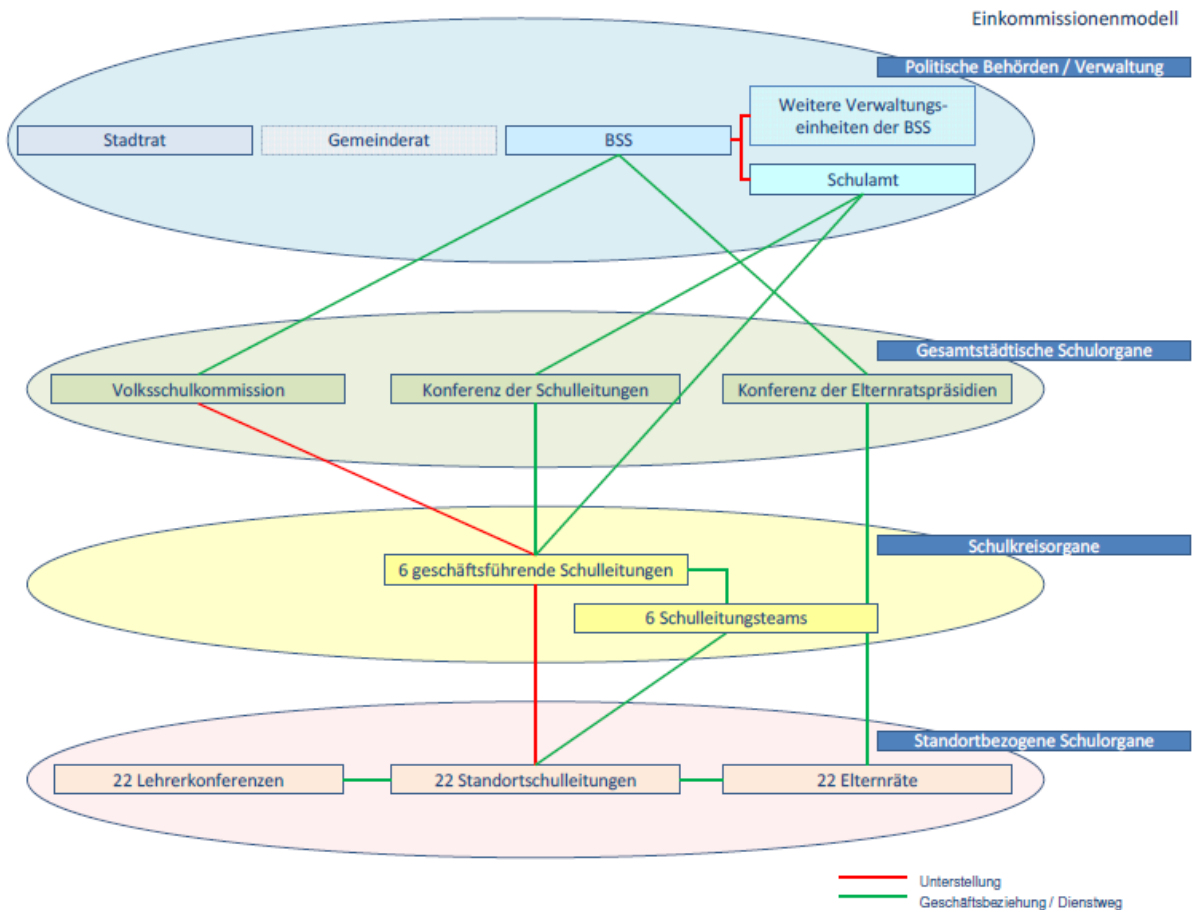 Einkommissionenmodell
Politische Behörden / Verwaltung
Weitere Verwaltungs-
einheiten der BSS
Stadtrat
Gemeinderat
BSS
Schulamt
Gesamtstädtische Schulorgane
Volksschulkommission
Konferenz der Schulleitungen
Konferenz der Elternratspräsidien
Schulkreisorgane
6 geschäftsführende Schulleitungen
6 Schulleitungsteams
Standortbezogene Schulorgane
22 Lehrerkonferenzen
22 Standortschulleitungen
22 Elternräte
Unterstellung
Geschäftsbeziehung / Dienstweg